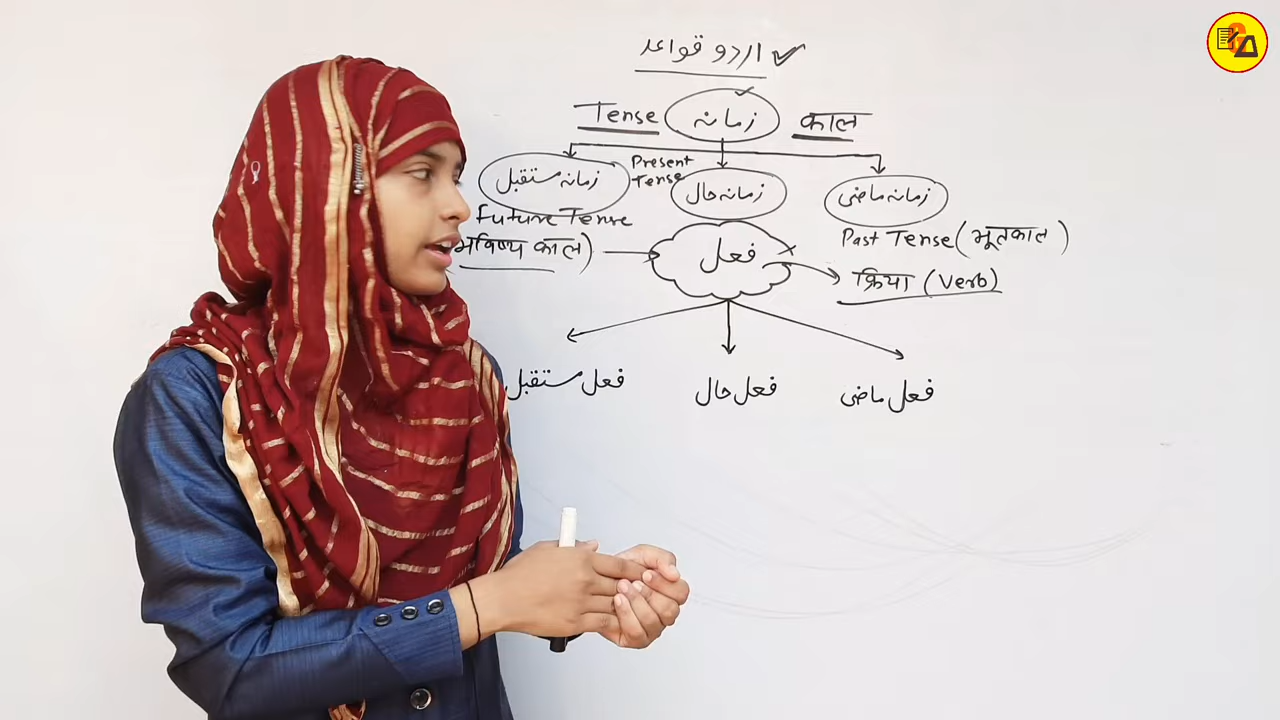 اردو قواعد
Tense زمانہ काल
زمانہ مستقبل Present Tense زمانہ حال زمانہ ماضی
Future Tense Past Tense (भूतकाल)
भविष्य काल) فعل क्रिया (Verb)
فعل مستقبل فعل حال فعل ماضی